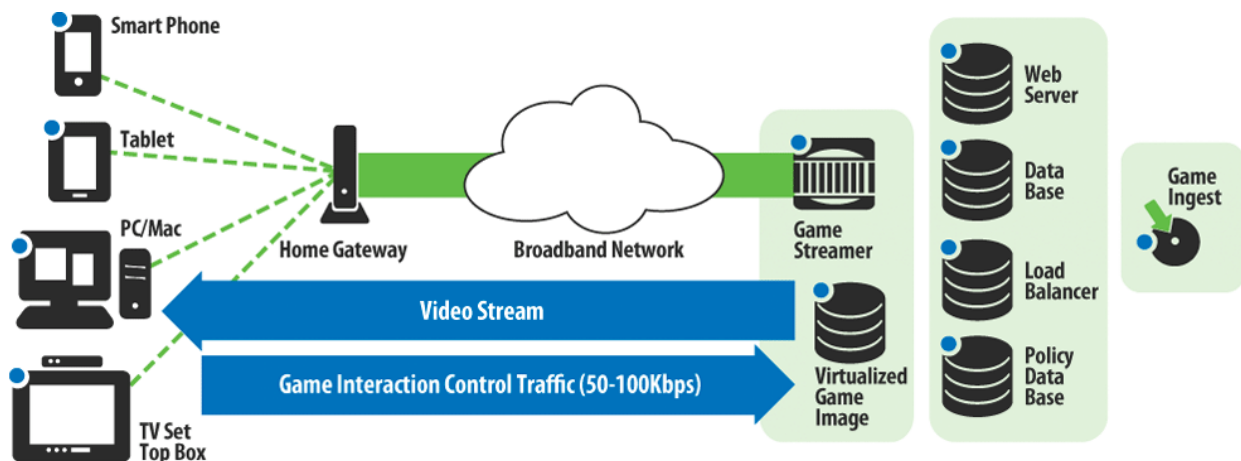 Smart Phone
Tablet
PC/Mac
TV Set
Top Box
Home Gateway
Broadband Network
Video Stream
Game Interaction Control Traffic (50-100Kbps)
Game
Streamer
Virtualized
Game
Image
Web
Server
Data
Base
Load
Balancer
Policy
Data
Base
Game
Ingest